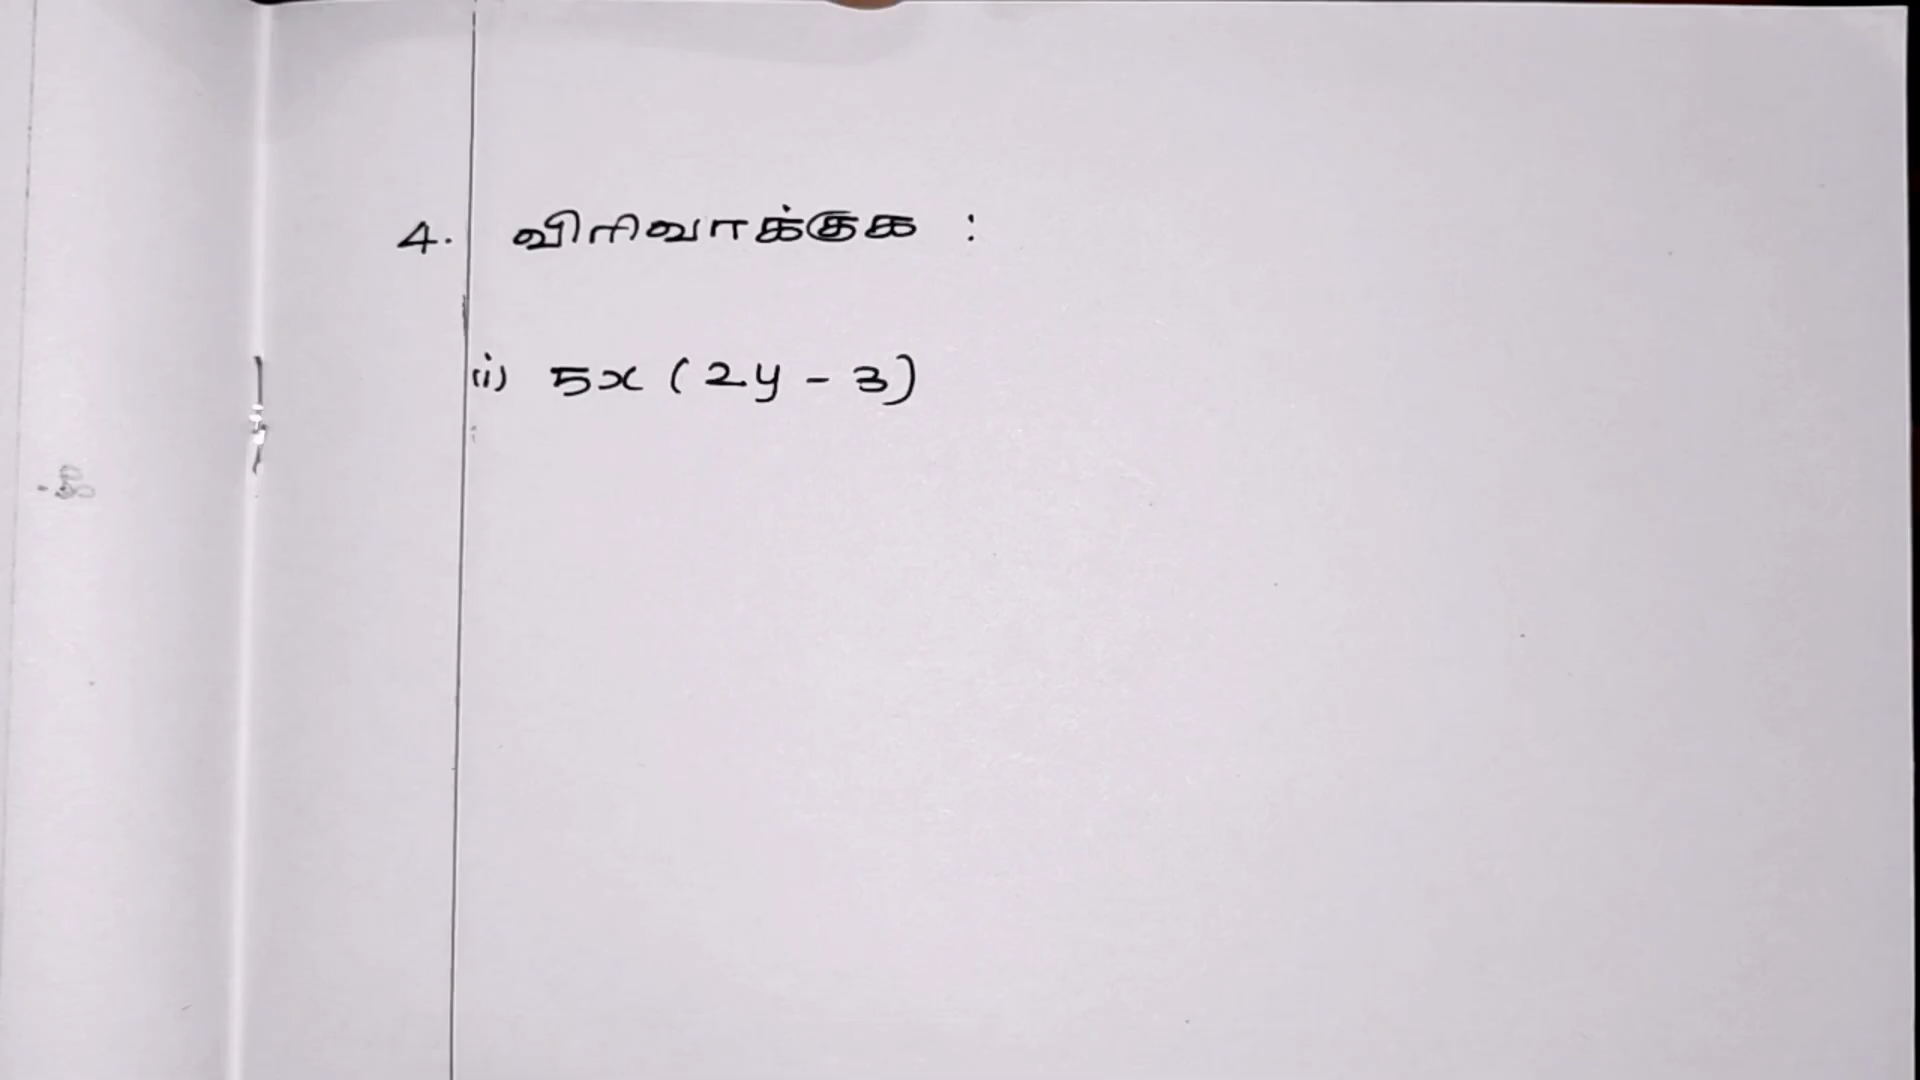 4. விரிவாக்குக :
(i) 5x (2y - 3)